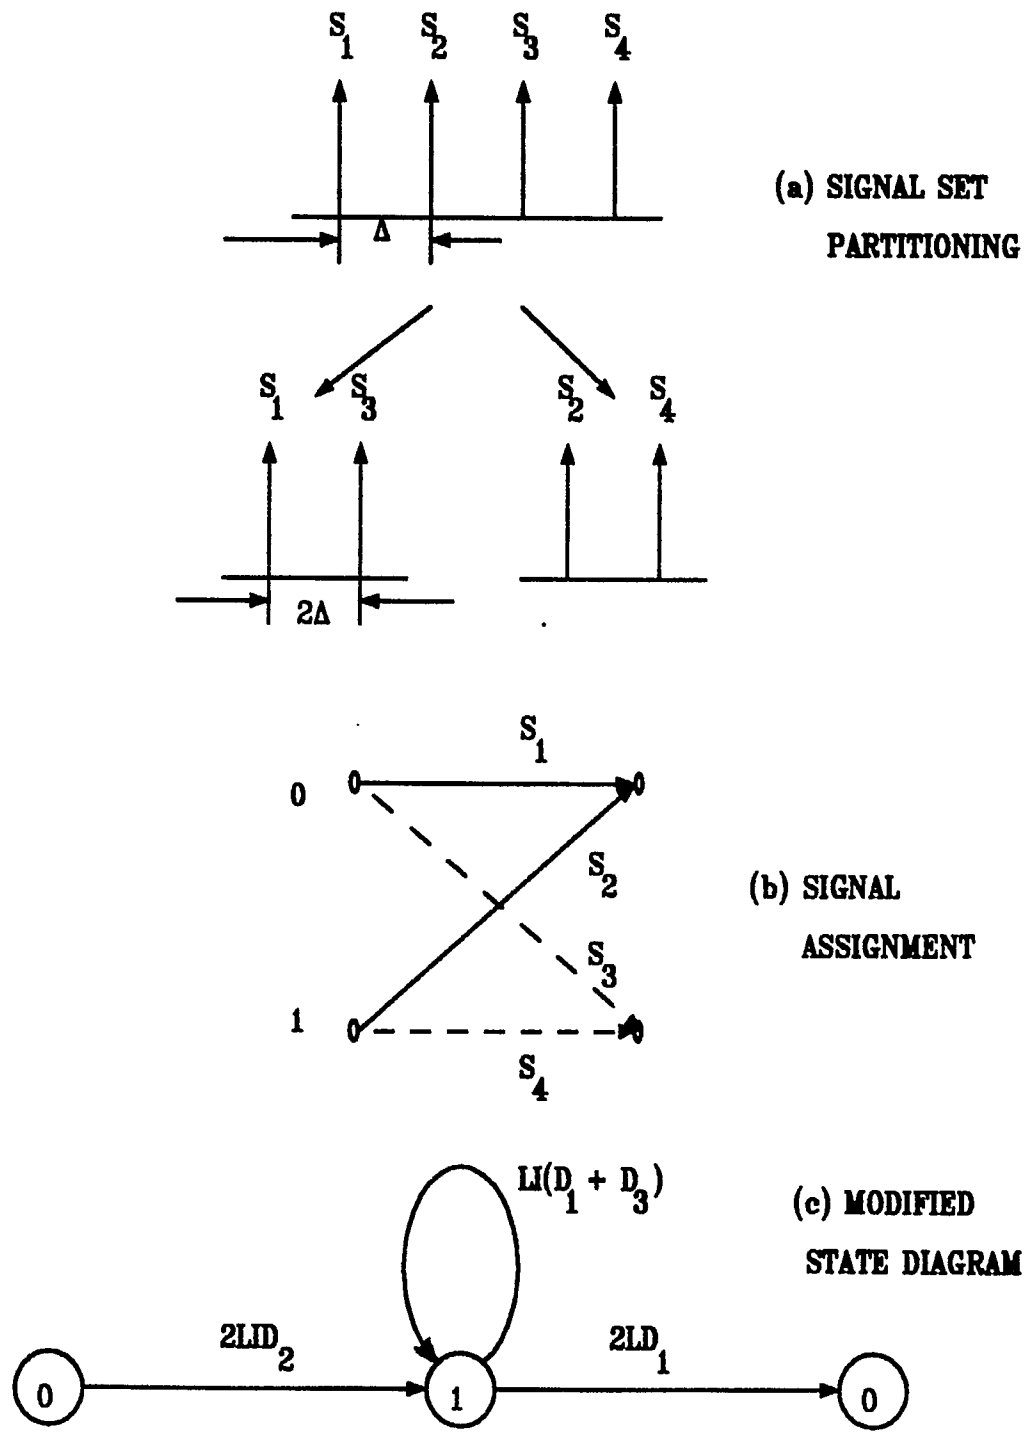 S1 S2 S3 S4
(a) SIGNAL SET
PARTITIONING
Δ
S1 S3 S2 S4
2Δ
S1
0
S2
(b) SIGNAL
ASSIGNMENT
S3
1
S4
LI(D1 + D3)
(c) MODIFIED
STATE DIAGRAM
2LID2 2LD1
0 1 0